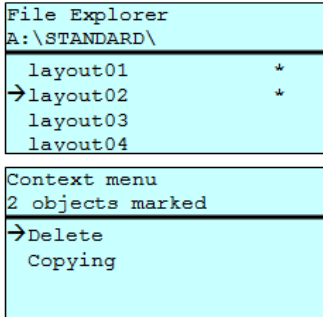 File Explorer
A:\STANDARD\
layout01 *
→layout02 *
layout03
layout04
Context menu
2 objects marked
→Delete
Copying